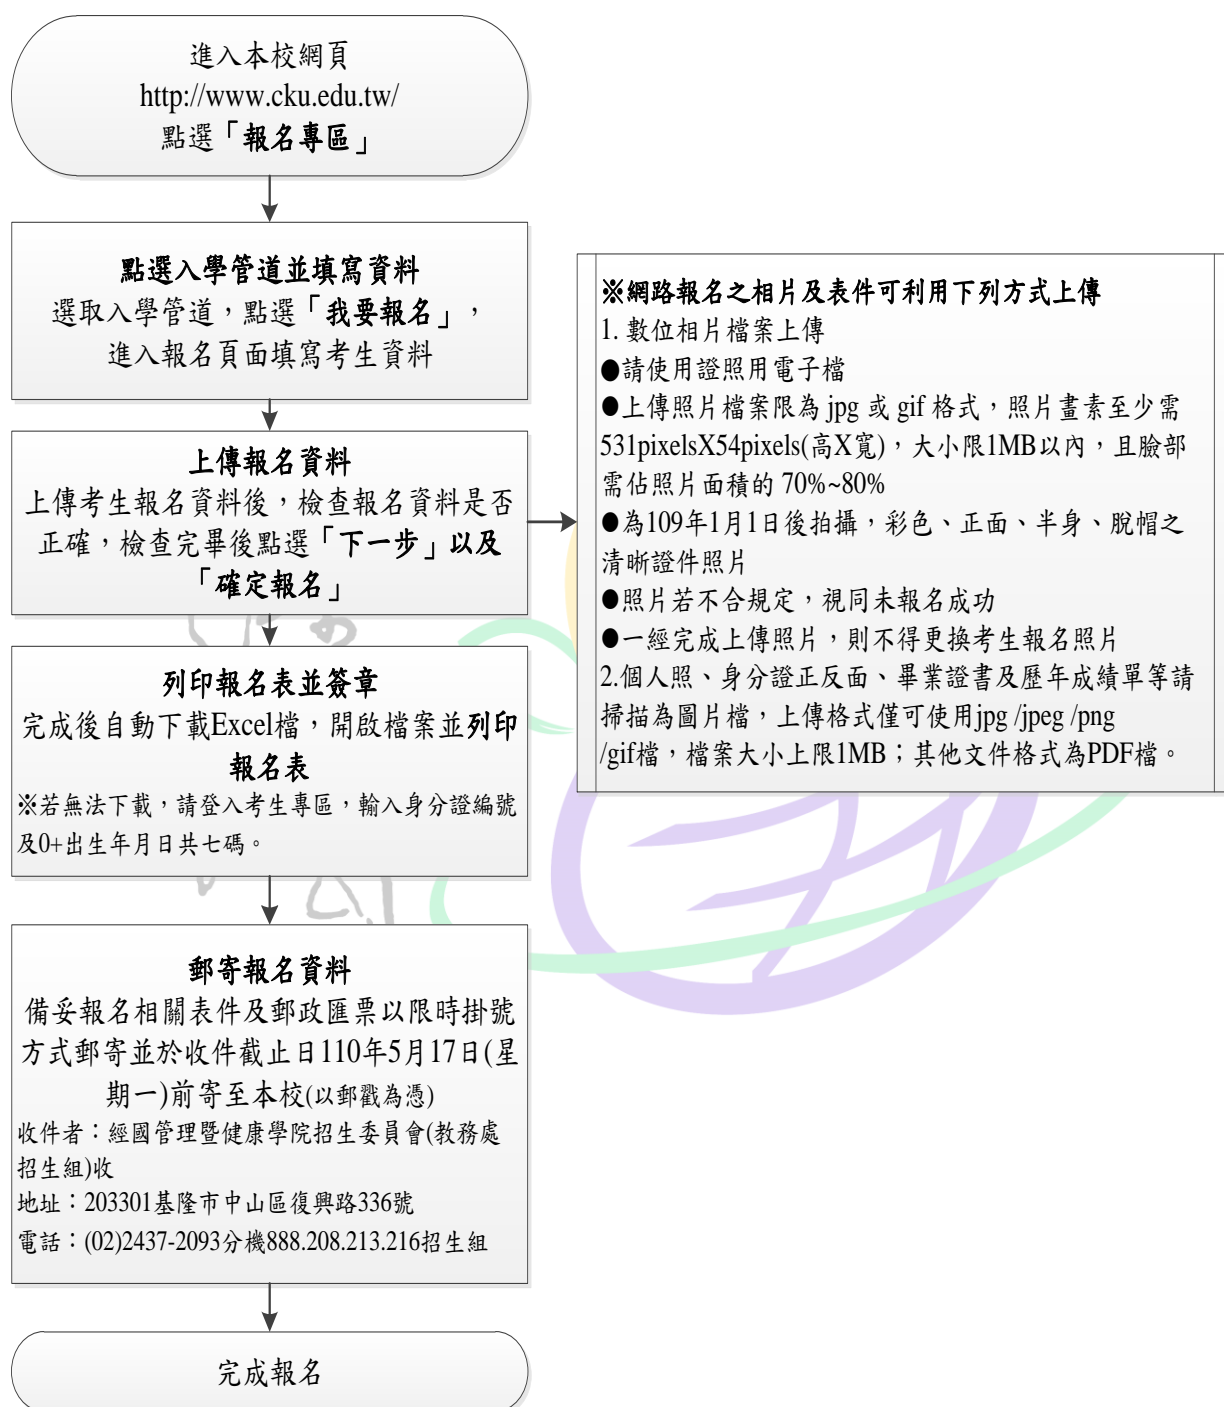 進入本校網頁
http://www.cku.edu.tw/
點選「報名專區」
點選入學管道並填寫資料
選取入學管道，點選「我要報名」，
進入報名頁面填寫考生資料
上傳報名資料
上傳考生報名資料後，檢查報名資料是否
正確，檢查完畢後點選「下一步」以及
「確定報名」
※網路報名之相片及表件可利用下列方式上傳
1. 數位相片檔案上傳
●請使用證照用電子檔
●上傳照片檔案限為 jpg 或 gif 格式，照片畫素至少需
531pixelsX54pixels(高X寬)，大小限1MB以內，且臉部
需佔照片面積的 70%~80%
●為109年1月1日後拍攝，彩色、正面、半身、脫帽之
清晰證件照片
●照片若不合規定，視同未報名成功
●一經完成上傳照片，則不得更換考生報名照片
2.個人照、身分證正反面、畢業證書及歷年成績單等請
掃描為圖片檔，上傳格式僅可使用jpg /jpeg /png
/gif檔，檔案大小上限1MB；其他文件格式為PDF檔。
列印報名表並簽章
完成後自動下載Excel檔，開啟檔案並列印
報名表
※若無法下載，請登入考生專區，輸入身分證編號
及0+出生年月日共七碼。
郵寄報名資料
備妥報名相關表件及郵政匯票以限時掛號
方式郵寄並於收件截止日110年5月17日(星
期一)前寄至本校(以郵戳為憑)
收件者：經國管理暨健康學院招生委員會(教務處
招生組)收
地址：203301基隆市中山區復興路336號
電話：(02)2437-2093分機888.208.213.216招生組
完成報名